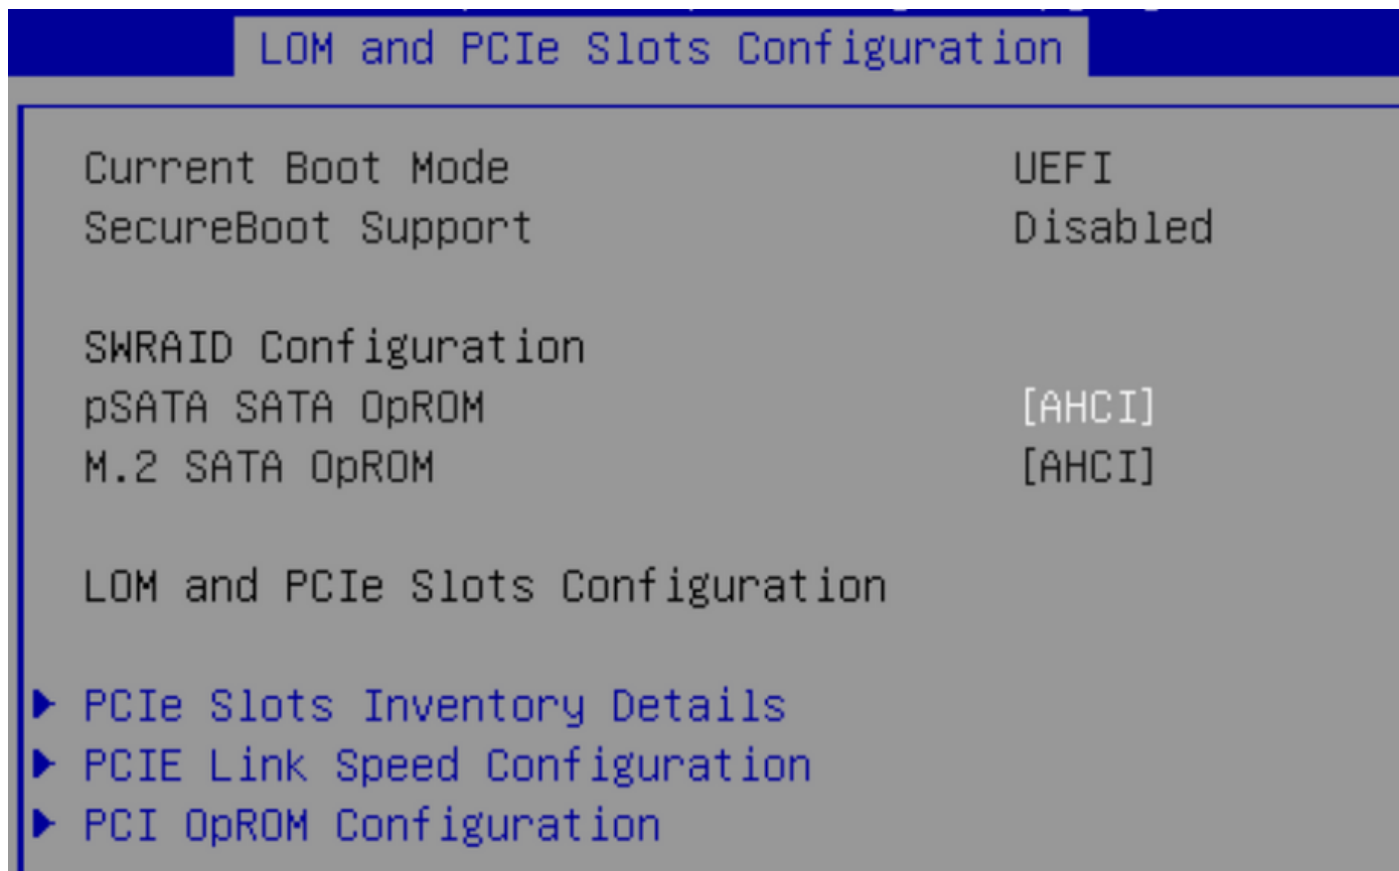 LOM and PCIe Slots Configuration
Current Boot Mode UEFI
SecureBoot Support Disabled
SWRAID Configuration
pSATA SATA OpROM [AHCI]
M.2 SATA OpROM [AHCI]
LOM and PCIe Slots Configuration
PCIe Slots Inventory Details
PCIE Link Speed Configuration
PCI OpROM Configuration